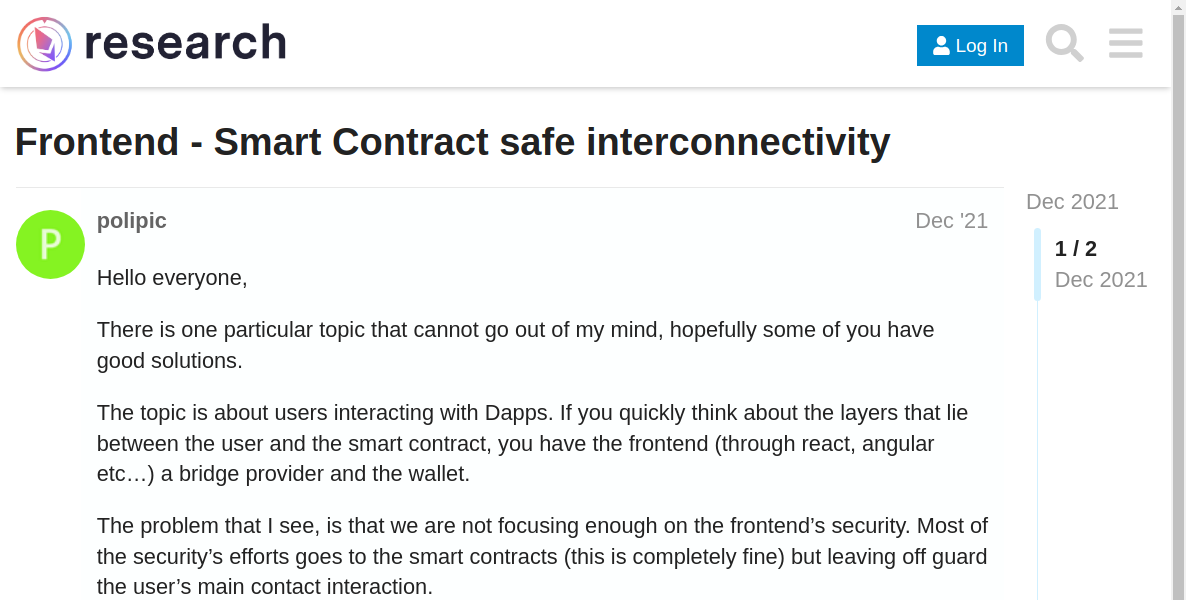 research
Log In
Frontend - Smart Contract safe interconnectivity
P
polipic
Dec '21
Hello everyone,
There is one particular topic that cannot go out of my mind, hopefully some of you have
good solutions.
The topic is about users interacting with Dapps. If you quickly think about the layers that lie
between the user and the smart contract, you have the frontend (through react, angular
etc…) a bridge provider and the wallet.
The problem that I see, is that we are not focusing enough on the frontend’s security. Most of
the security’s efforts goes to the smart contracts (this is completely fine) but leaving off guard
the user’s main contact interaction.
Dec 2021
1 / 2
Dec 2021